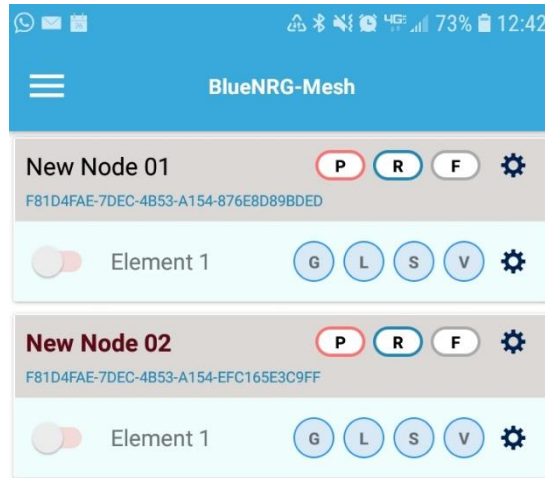 4GE 73% 12:42
BlueNRG-Mesh
New Node 01 P R F
F81D4FAE-7DEC-4B53-A154-876E8D89BDED
Element 1 G L S V
New Node 02 P R F
F81D4FAE-7DEC-4B53-A154-EFC165E3C9FF
Element 1 G L S V